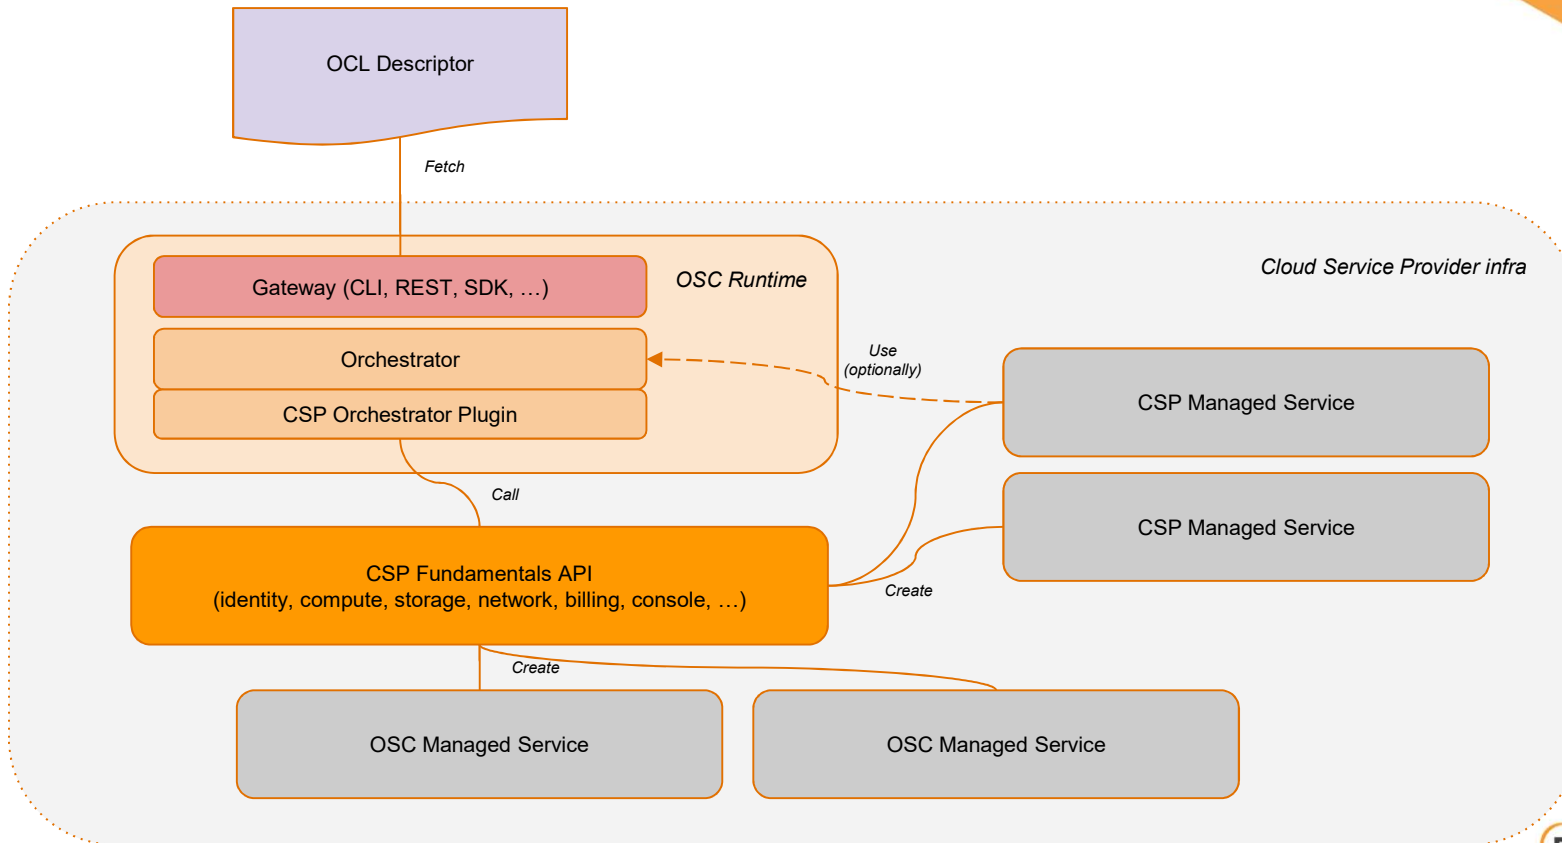 OCL Descriptor
Fetch
Gateway (CLI, REST, SDK, …)
OSC Runtime
Cloud Service Provider infra
Orchestrator
Use
(optionally)
CSP Orchestrator Plugin
CSP Managed Service
Call
CSP Managed Service
CSP Fundamentals API
(identity, compute, storage, network, billing, console, …)
Create
Create
OSC Managed Service
OSC Managed Service